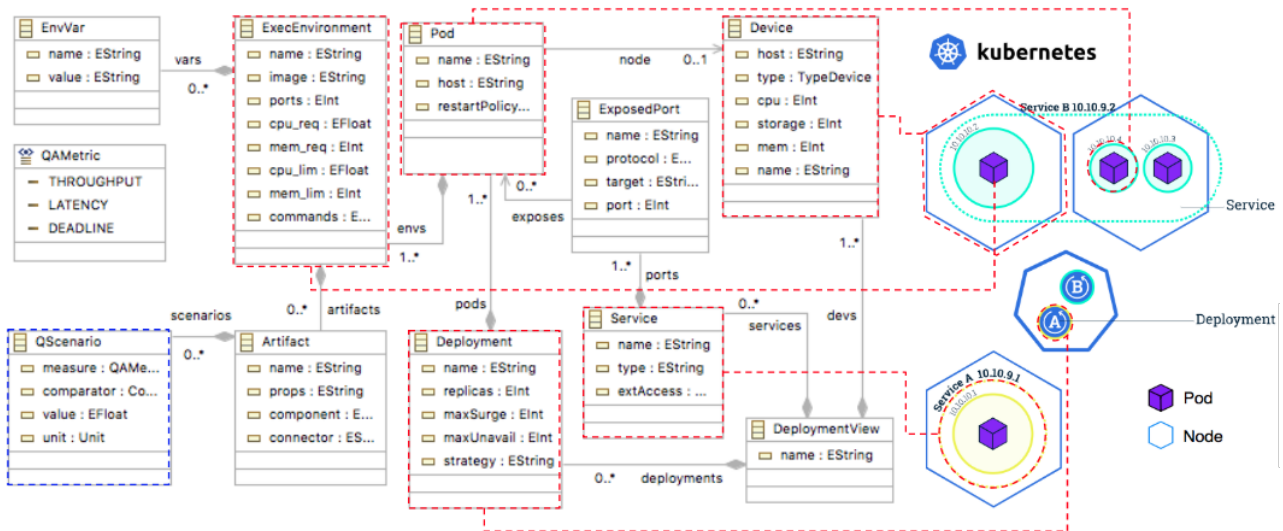 EnvVar
name : EString
value : EString
vars
0..*
ExecEnvironment
name : EString
image : EString
ports : EInt
cpu_req : EFloat
mem_req : EInt
cpu_lim : EFloat
mem_lim : EInt
commands : E...
Pod
name : EString
host : EString
restartPolicy...
node
0..1
Device
host : EString
type : TypeDevice
cpu : EInt
storage : EInt
mem : EInt
name : EString
kubernetes
ExposedPort
name : EString
protocol : E...
target : EStri...
port : EInt
QAMetric
THROUGHPUT
LATENCY
DEADLINE
envs
1..*
1..*
0..*
exposes
Service B 10.10.9.2
10.10.10.2
10.10.10.3
Service
1..*
ports
1..*
devs
scenarios
0..*
0..*
artifacts
pods
0..*
services
QScenario
measure : QAMe...
comparator : Co...
value : EFloat
unit : Unit
Artifact
name : EString
props : EString
component : E...
connector : ES...
Deployment
name : EString
replicas : EInt
maxSurge : EInt
maxUnavail : EInt
strategy : EString
Service
name : EString
type : EString
extAccess : ...
DeploymentView
name : EString
0..*
deployments
B
A
Deployment
Service A 10.10.9.1
10.10.10.1
Pod
Node